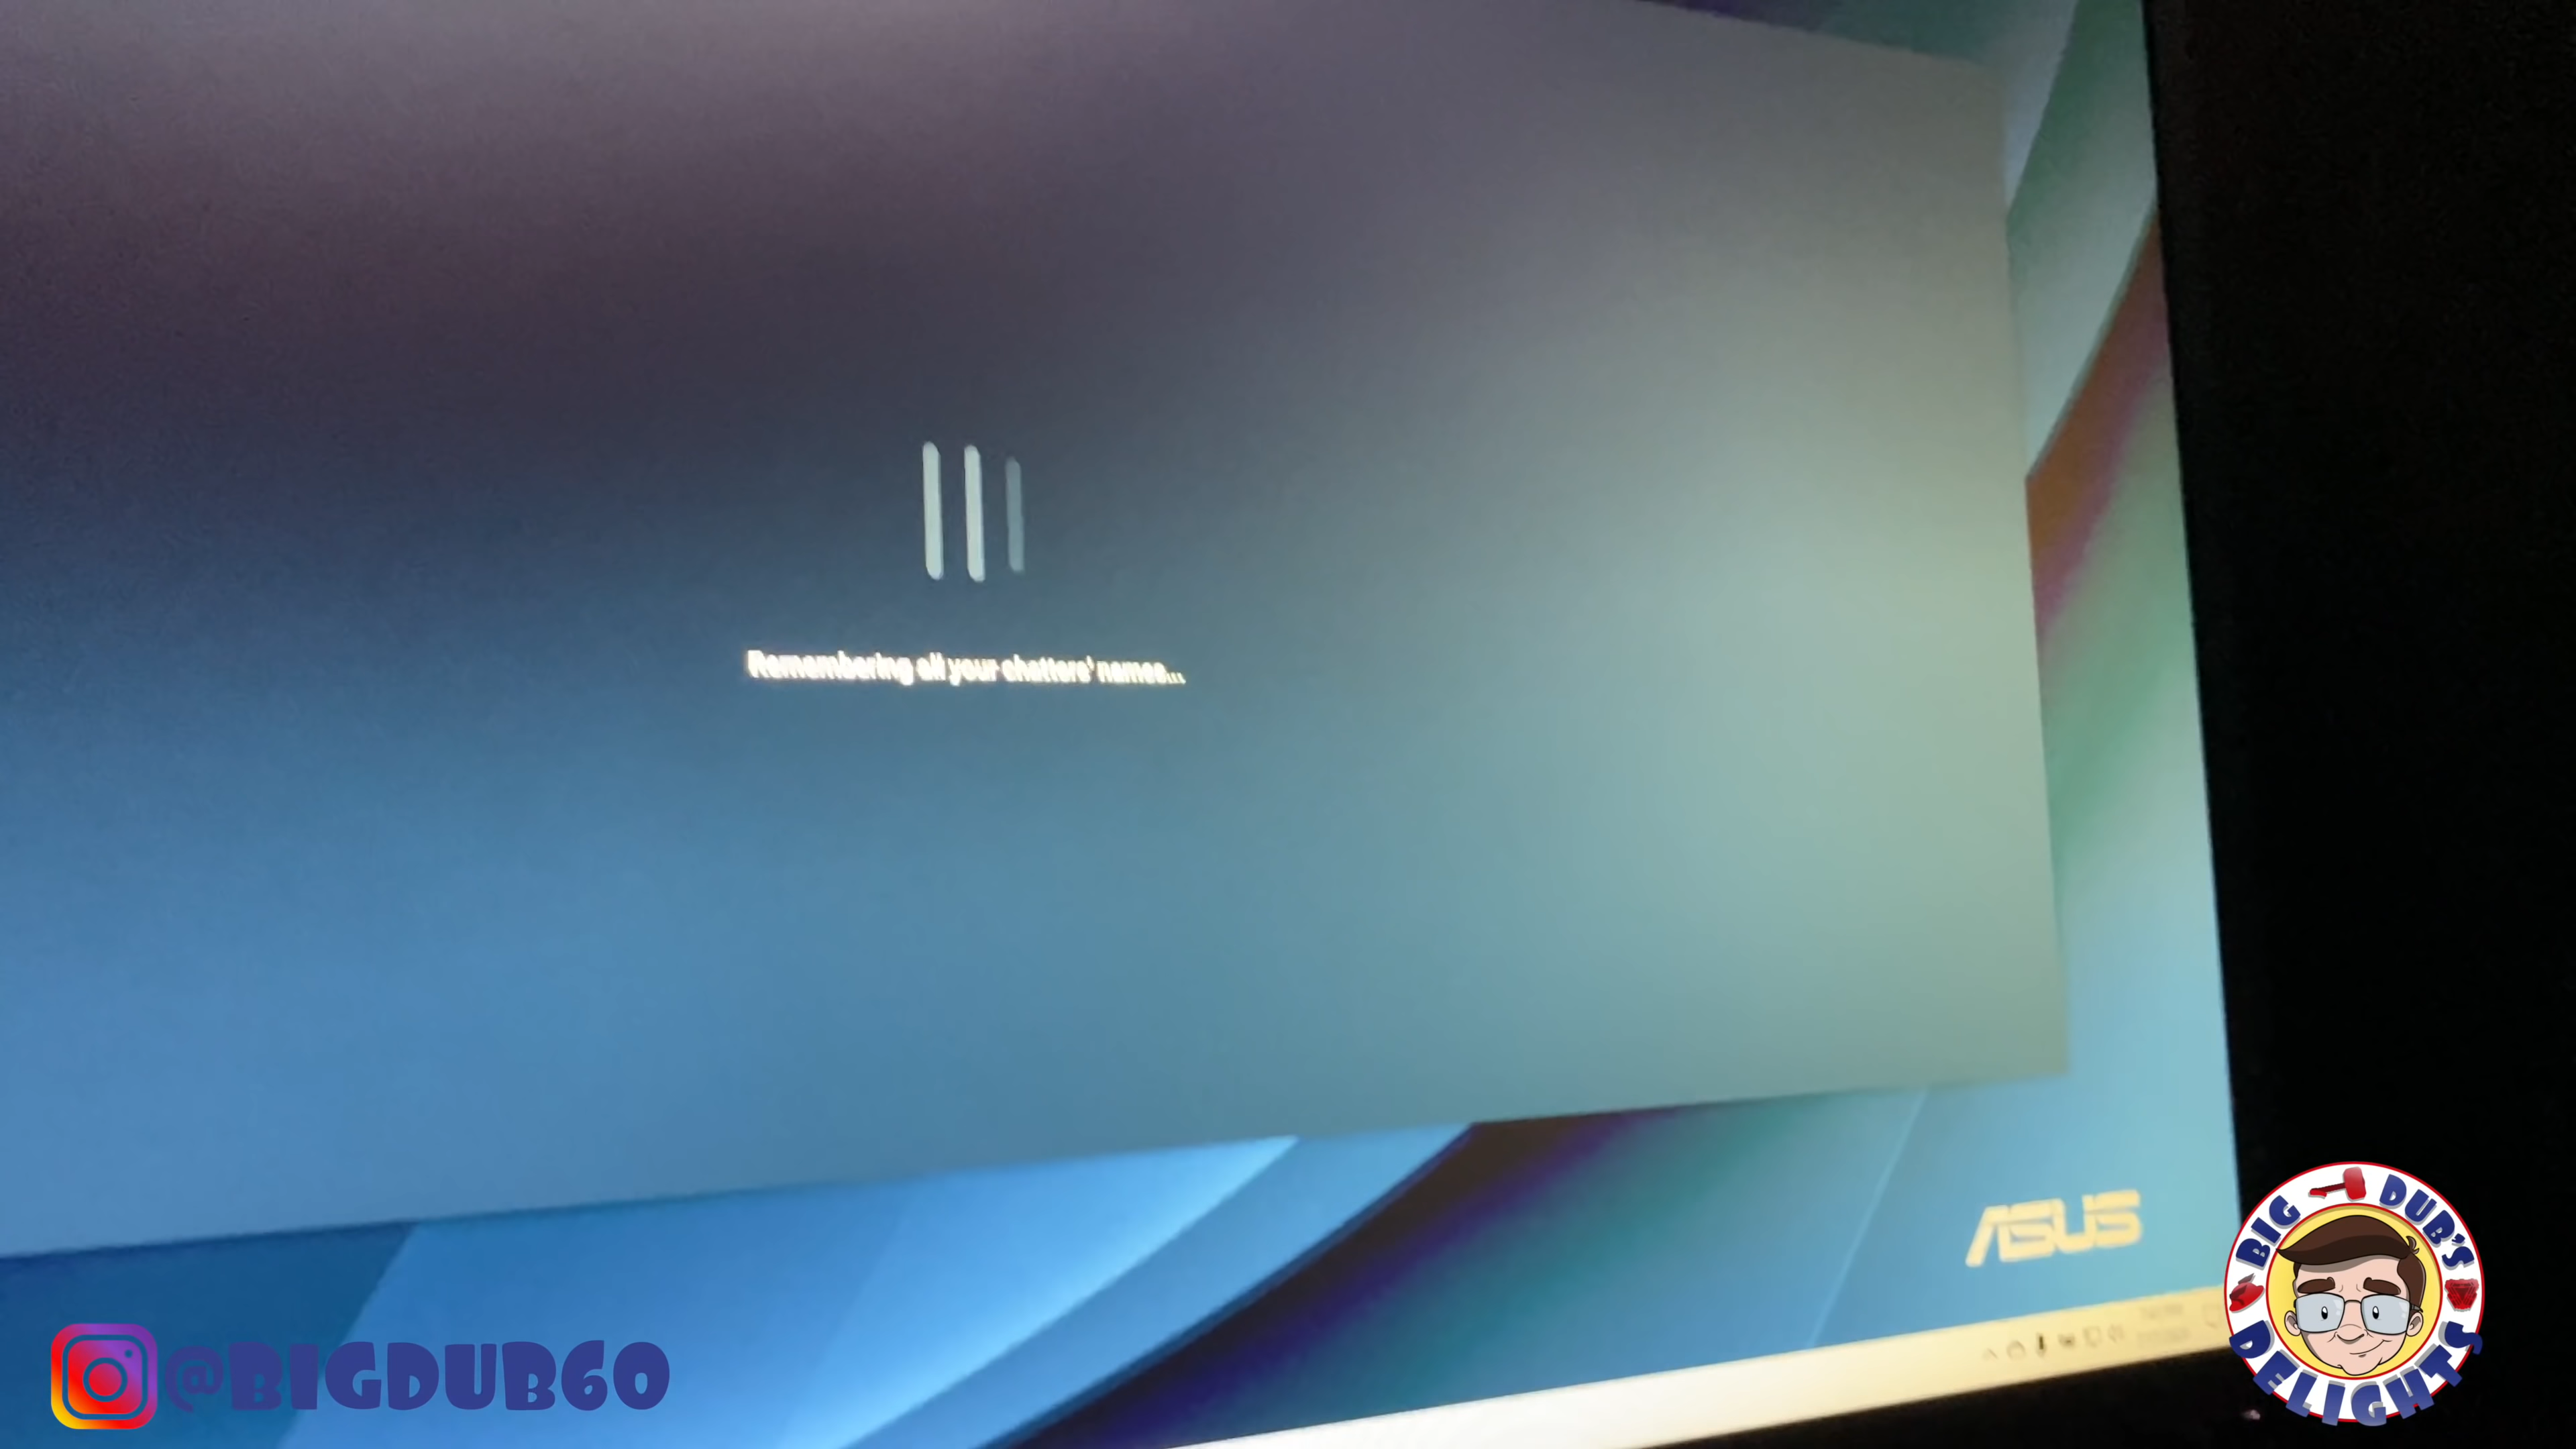 Remembering all your chatters' names...
ASUS
@BIGDUB60
BIG DUB'S
DELIGHTS